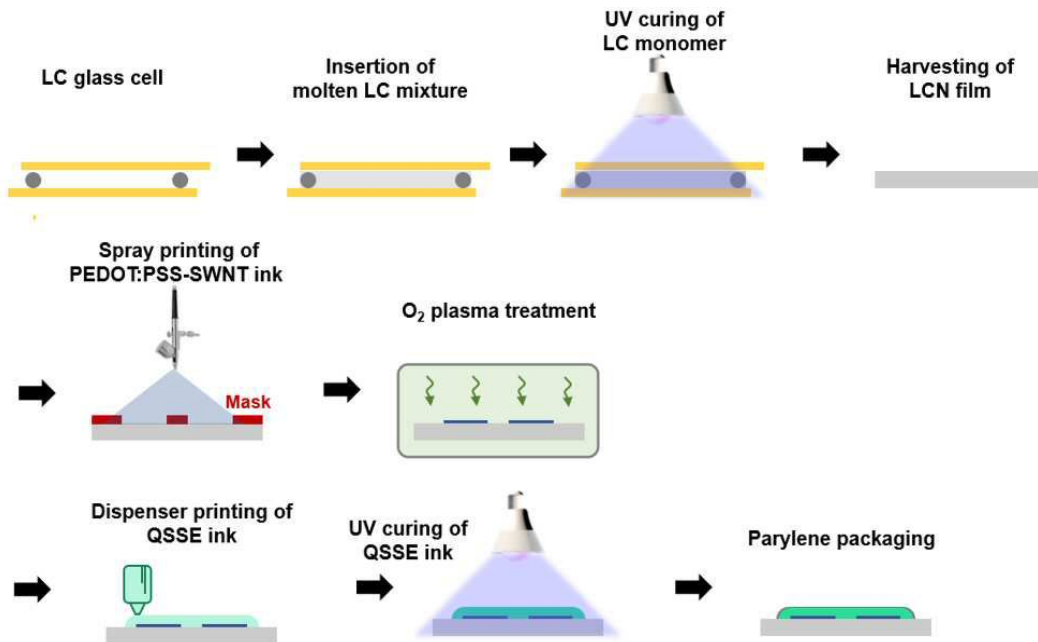 LC glass cell
Insertion of
molten LC mixture
UV curing of
LC monomer
Harvesting of
LCN film
Spray printing of
PEDOT:PSS-SWNT ink
Mask
O₂ plasma treatment
Dispenser printing of
QSSE ink
UV curing of
QSSE ink
Parylene packaging